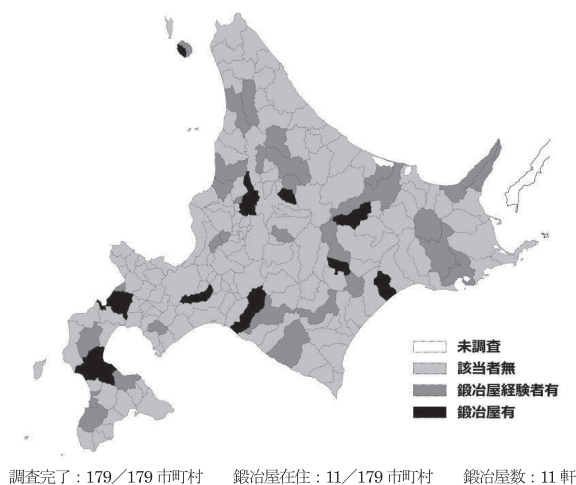 未調査
該当者無
鍛冶屋経験者有
鍛冶屋有
調査完了：179／179 市町村　鍛冶屋在住：11／179 市町村　鍛冶屋数：11 軒